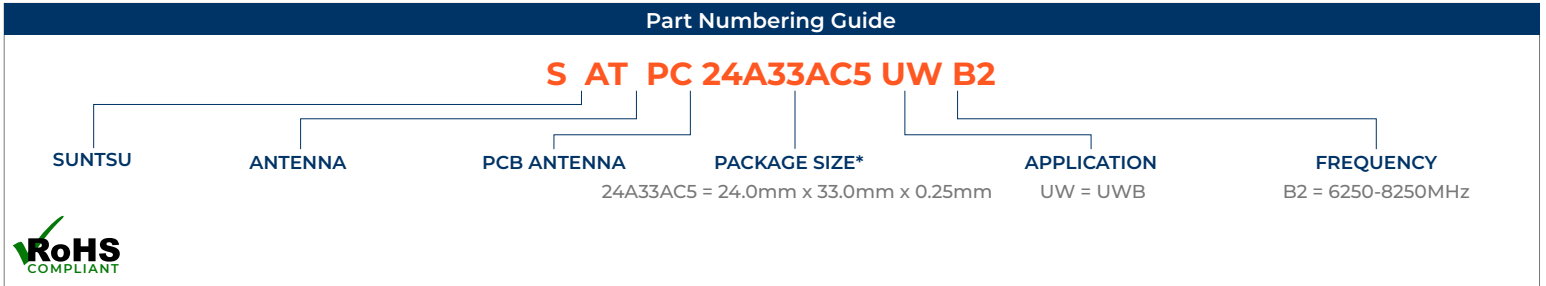 Part Numbering Guide
S AT PC 24A33AC5 UW B2
SUNTSU ANTENNA PCB ANTENNA PACKAGE SIZE* APPLICATION FREQUENCY
24A33AC5 = 24.0mm x 33.0mm x 0.25mm UW = UWB B2 = 6250-8250MHz
RoHS
COMPLIANT